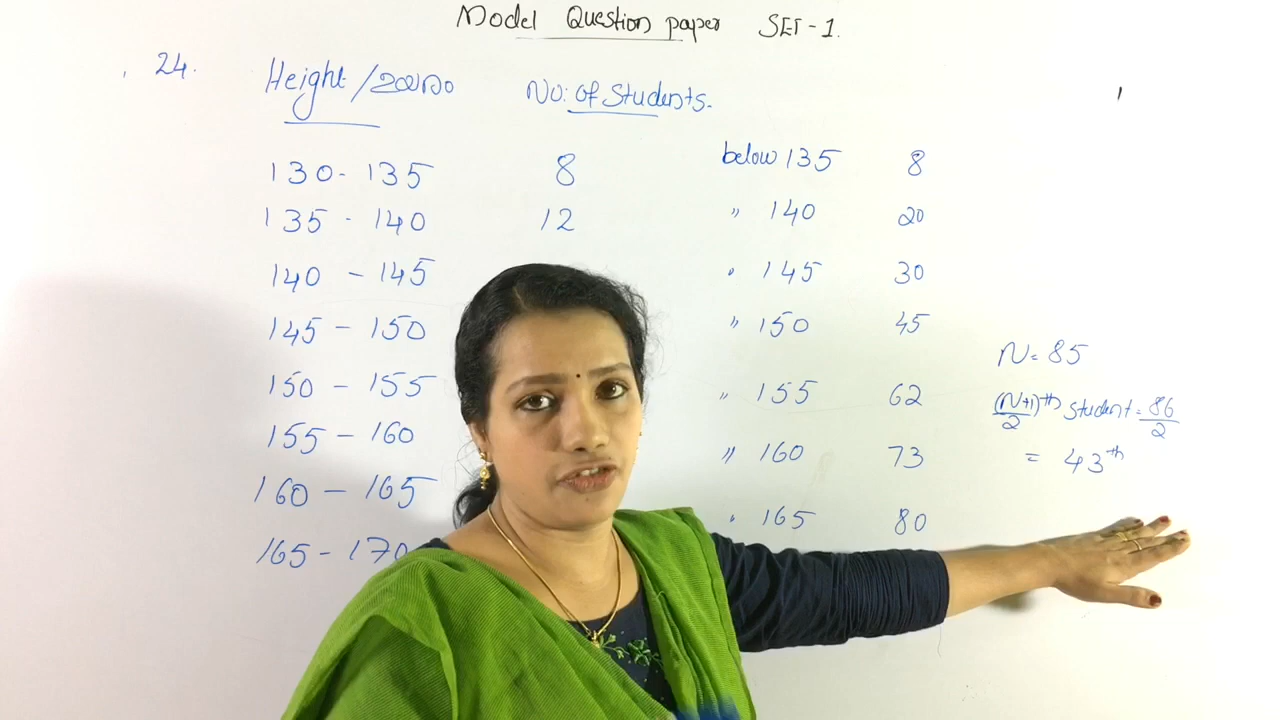 Model Question paper SET-1.
24. Height/ഉയരം No: of Students.
130 - 135 8 below 135 8
135 - 140 12 " 140 20
140 - 145 " 145 30
145 - 150 " 150 45
150 - 155 " 155 62
155 - 160 " 160 73
160 - 165 " 165 80
165 - 170
N = 85
(N+1)/2 th student = 86/2
= 43th